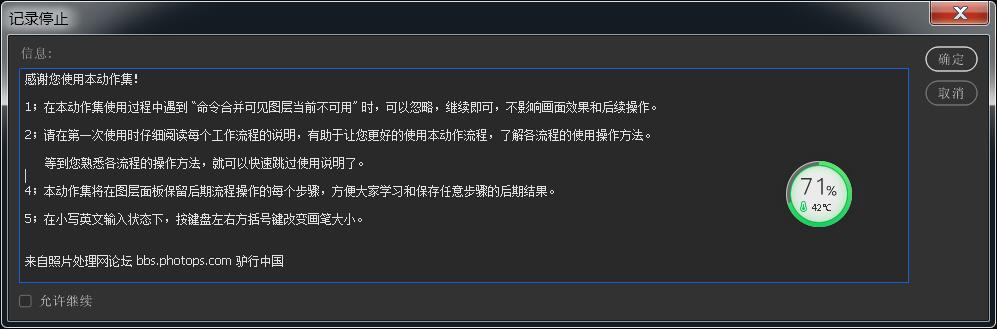 记录停止
信息:
确定
取消
感谢您使用本动作集!
1；在本动作集使用过程中遇到“命令合并可见图层当前不可用”时，可以忽略，继续即可，不影响画面效果和后续操作。
2；请在第一次使用时仔细阅读每个工作流程的说明，有助于让您更好的使用本动作流程，了解各流程的使用操作方法。
等到您熟悉各流程的操作方法，就可以快速跳过使用说明了。
4；本动作集将在图层面板保留后期流程操作的每个步骤，方便大家学习和保存任意步骤的后期结果。
5；在小写英文输入状态下，按键盘左右方括号键改变画笔大小。
来自照片处理网论坛 bbs.photops.com 驴行中国
71%
42℃
允许继续